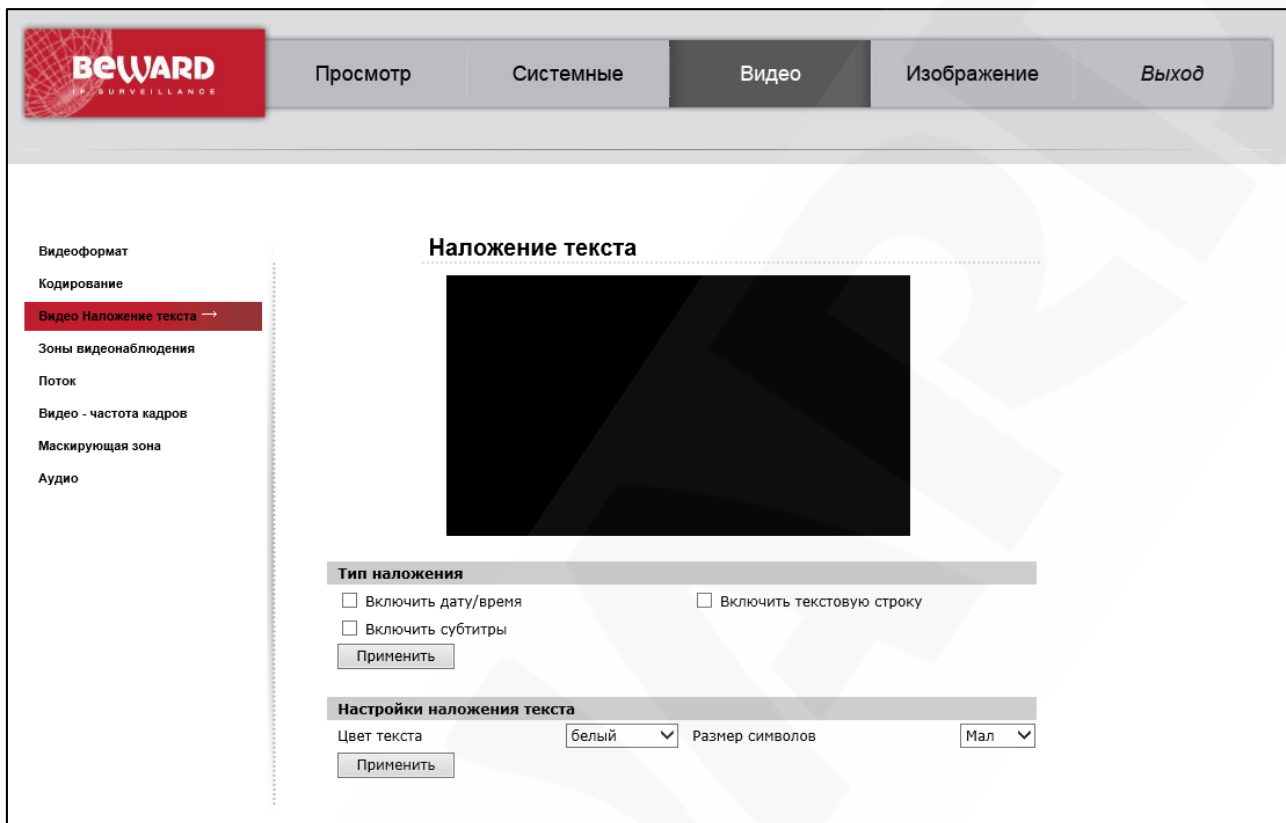 BEWARD
IP SURVEILLANCE
Просмотр Системные Видео Изображение Выход
Видеоформат
Кодирование
Видео Наложение текста →
Зоны видеонаблюдения
Поток
Видео - частота кадров
Маскирующая зона
Аудио
Наложение текста
Тип наложения
Включить дату/время Включить текстовую строку
Включить субтитры
Применить
Настройки наложения текста
Цвет текста белый Размер символов Мал
Применить